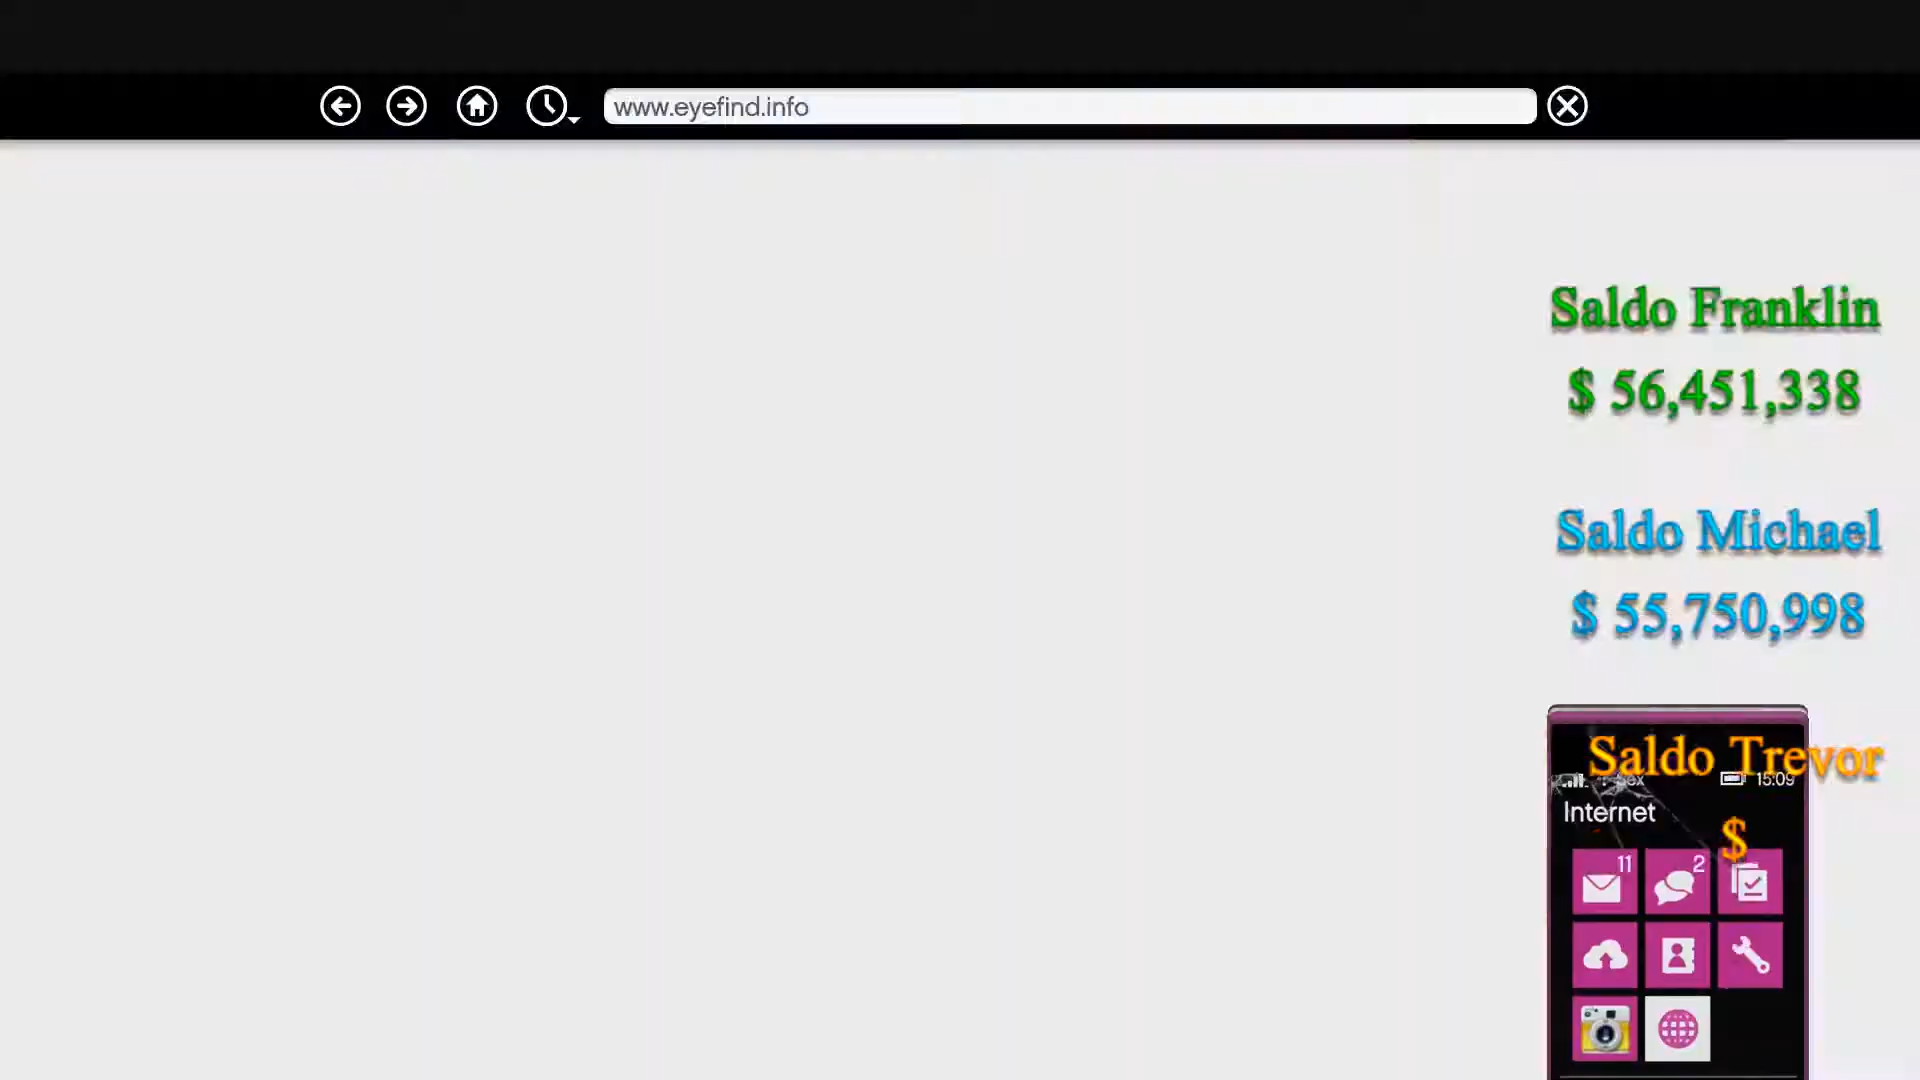 www.eyefind.info
Saldo Franklin
$ 56,451,338
Saldo Michael
$ 55,750,998
Saldo Trevor
15:09
Internet
$
11
2